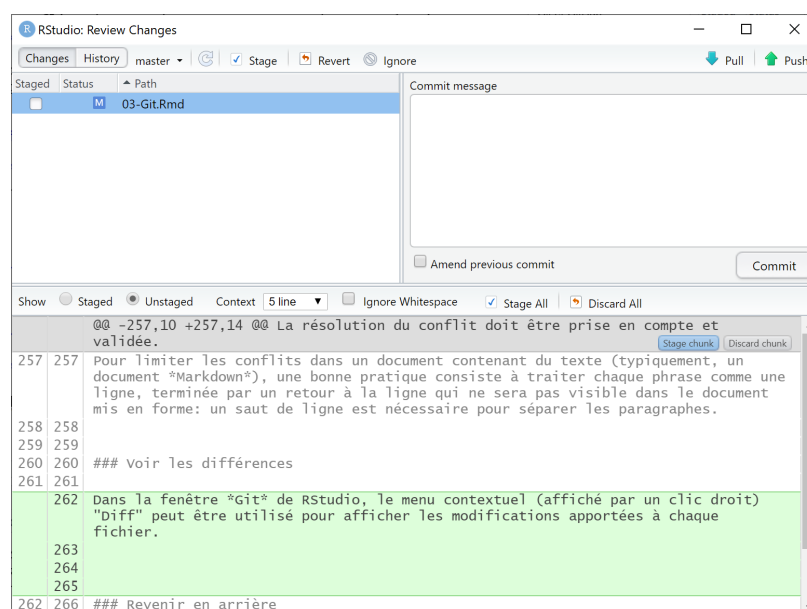 R RStudio: Review Changes
Changes History master Stage Revert Ignore Pull Push
Staged Status Path
Commit message
M 03-Git.Rmd
Amend previous commit
Commit
Show Staged Unstaged Context 5 line Ignore Whitespace Stage All Discard All
@@ -257,10 +257,14 @@ La résolution du conflit doit être prise en compte et
validée.
Stage chunk Discard chunk
257 257 Pour limiter les conflits dans un document contenant du texte (typiquement, un
document *Markdown*), une bonne pratique consiste à traiter chaque phrase comme une
ligne, terminée par un retour à la ligne qui ne sera pas visible dans le document
mis en forme: un saut de ligne est nécessaire pour séparer les paragraphes.
258 258
259 259
260 260 ### Voir les différences
261 261
262 Dans la fenêtre *Git* de RStudio, le menu contextuel (affiché par un clic droit)
"Diff" peut être utilisé pour afficher les modifications apportées à chaque
fichier.
263
264
265
262 266 ### Revenir en arrière